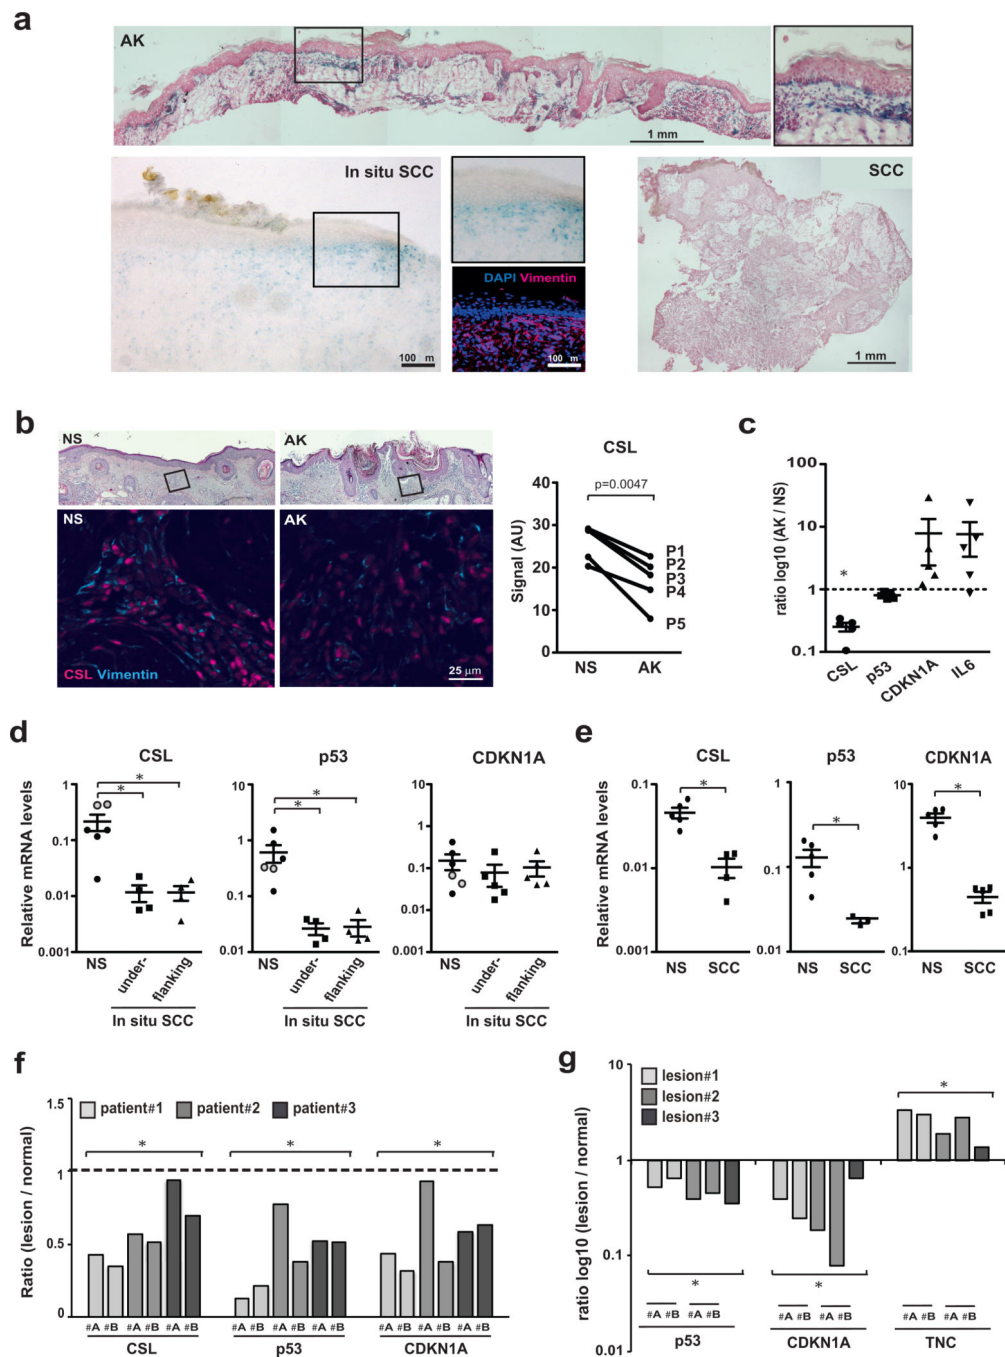 a
AK
1 mm
In situ SCC
100 m
DAPI Vimentin
100 m
SCC
1 mm
b
NS
AK
NS
AK
CSL Vimentin
25 μm
CSL
p=0.0047
Signal (AU)
40
30
20
10
0
P1
P2
P3
P4
P5
NS AK
c
ratio log10 (AK / NS)
100
10
1
0.1
*
CSL
p53
CDKN1A
IL6
d
Relative mRNA levels
CSL
1
0.1
0.01
0.001
*
*
NS
under-
flanking
In situ SCC
p53
10
1
0.1
0.01
*
*
NS
under-
flanking
In situ SCC
CDKN1A
10
1
0.1
0.01
0.001
NS
under-
flanking
In situ SCC
e
Relative mRNA levels
CSL
0.1
0.01
0.001
*
NS SCC
p53
1
0.1
0.01
*
NS SCC
CDKN1A
10
1
0.1
*
NS SCC
f
Ratio (lesion / normal)
1.5
1
0.5
0
patient#1 patient#2 patient#3
* * *
#A #B #A #B #A #B #A #B #A #B #A #B #A #B #A #B #A #B
CSL p53 CDKN1A
g
ratio log10 (lesion / normal)
10
1
0.1
0.01
lesion#1
lesion#2
lesion#3
*
* *
#A #B #A #B #A #B #A #B #A #B #A #B
p53 CDKN1A TNC